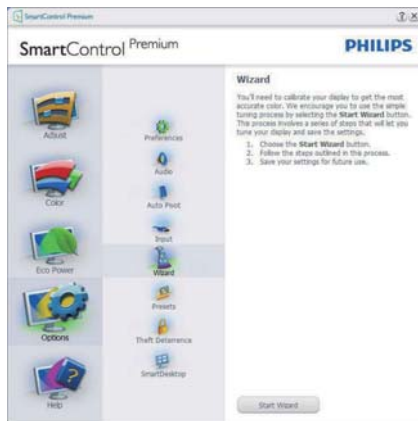 SmartControl Premium
SmartControl Premium
PHILIPS
Adjust
Color
Eco Power
Options
Help
Preferences
Audio
Auto Pivot
Input
Wizard
Presets
Theft Deterrence
SmartDesktop
Wizard
You'll need to calibrate your display to get the most
accurate color. We encourage you to use the simple
tuning process by selecting the Start Wizard button.
The process involves a series of steps that will let you
tune your display and save the settings.
1. Choose the Start Wizard button.
2. Follow the steps outlined in the process.
3. Save your settings for future use.
Start Wizard